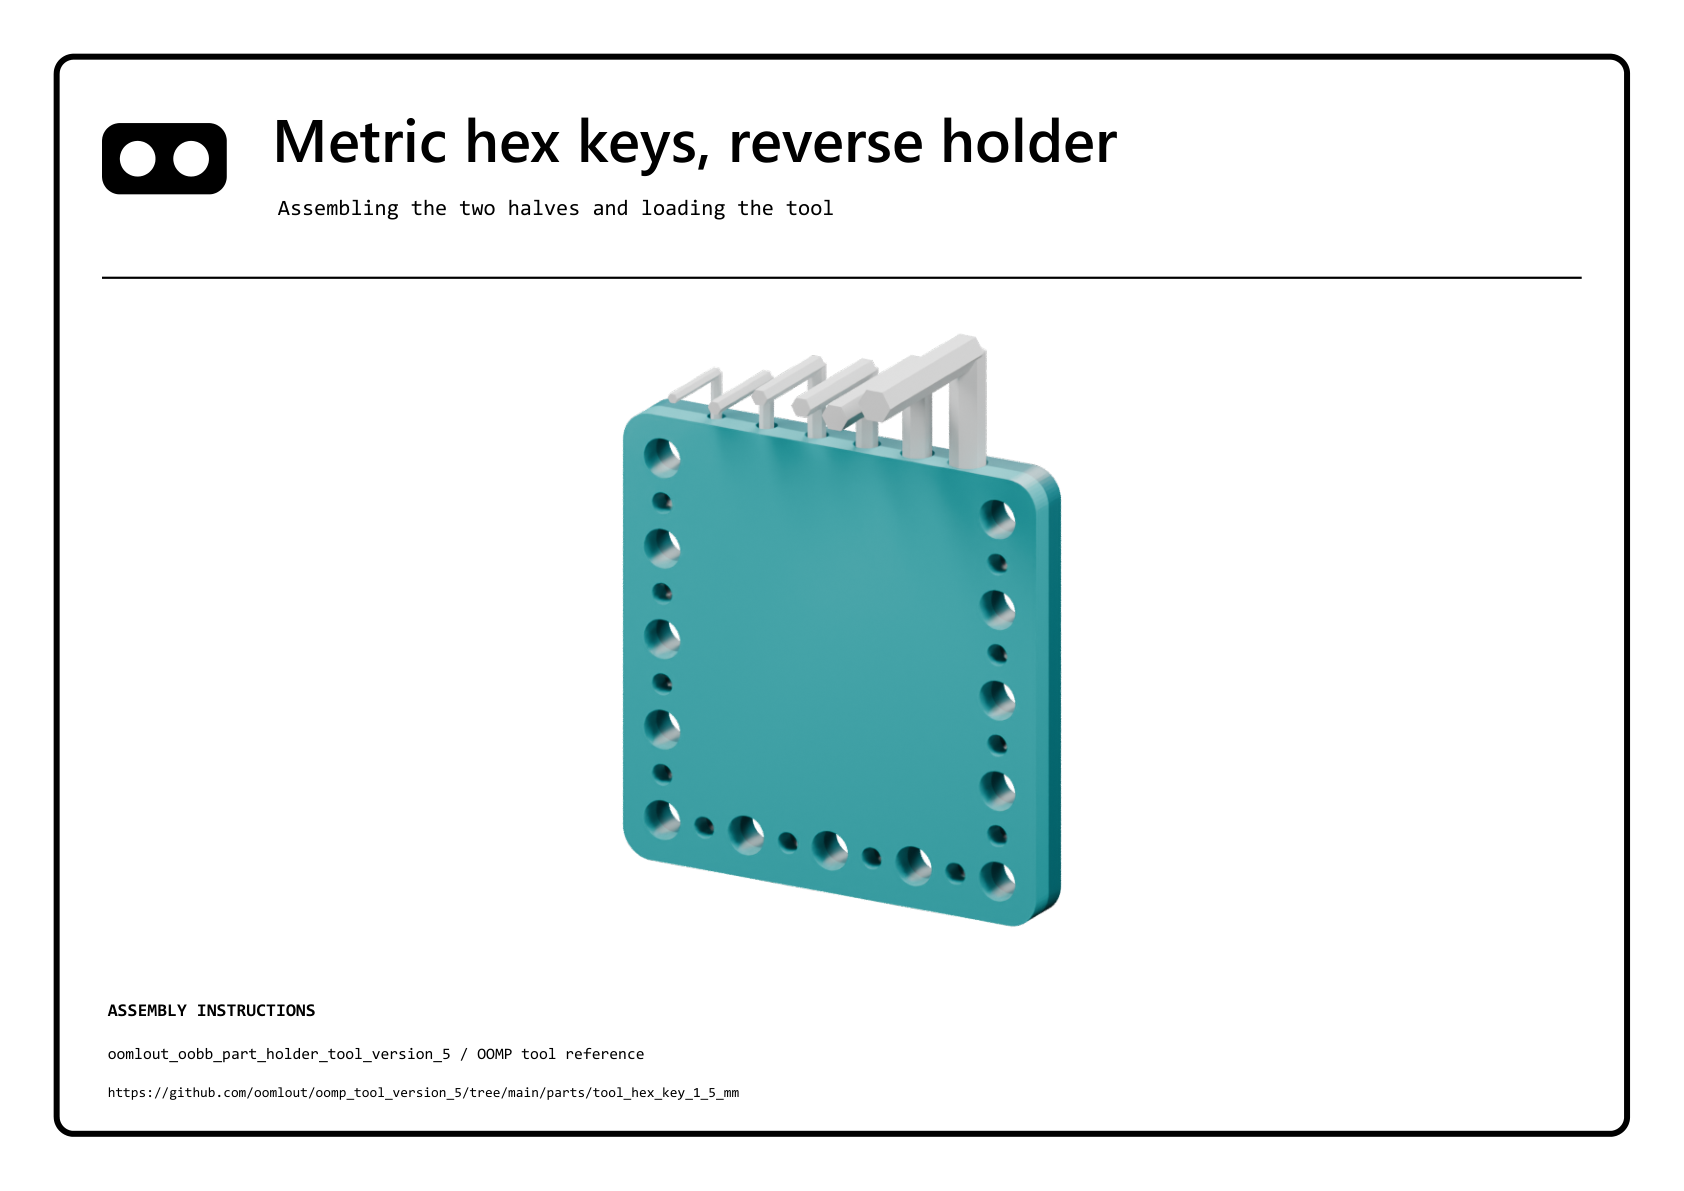 Metric hex keys, reverse holder
Assembling the two halves and loading the tool
ASSEMBLY INSTRUCTIONS
oomlout_oobb_part_holder_tool_version_5 / OOMP tool reference
https://github.com/oomlout/oomp_tool_version_5/tree/main/parts/tool_hex_key_1_5_mm